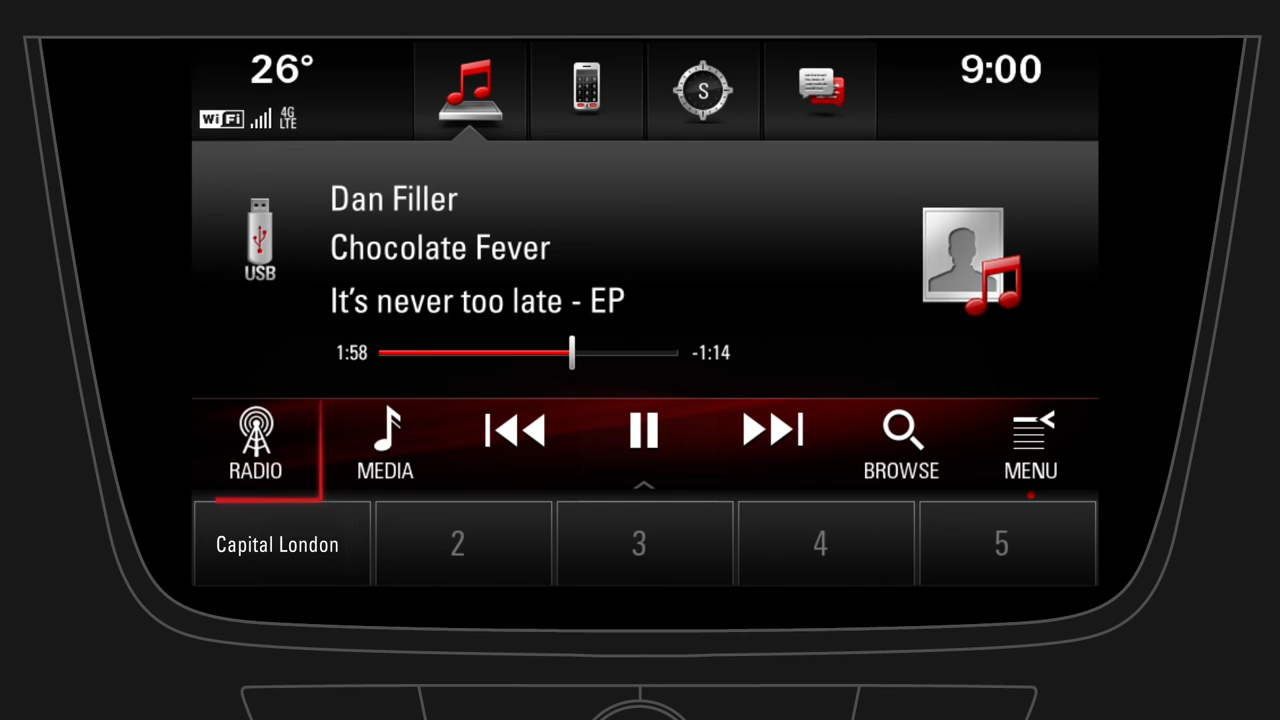 26°
9:00
WiFi
4G
LTE
S
Dan Filler
Chocolate Fever
It's never too late - EP
USB
1:58
-1:14
RADIO
MEDIA
BROWSE
MENU
Capital London
2
3
4
5